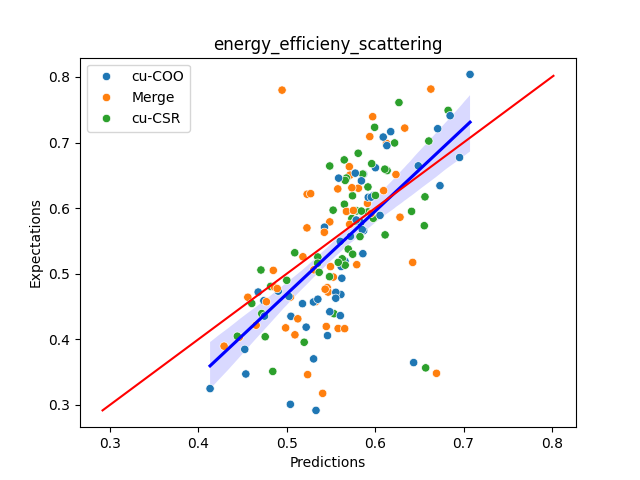 energy_efficieny_scattering
cu-COO
Merge
cu-CSR
Expectations
0.8
0.7
0.6
0.5
0.4
0.3
0.3 0.4 0.5 0.6 0.7 0.8
Predictions